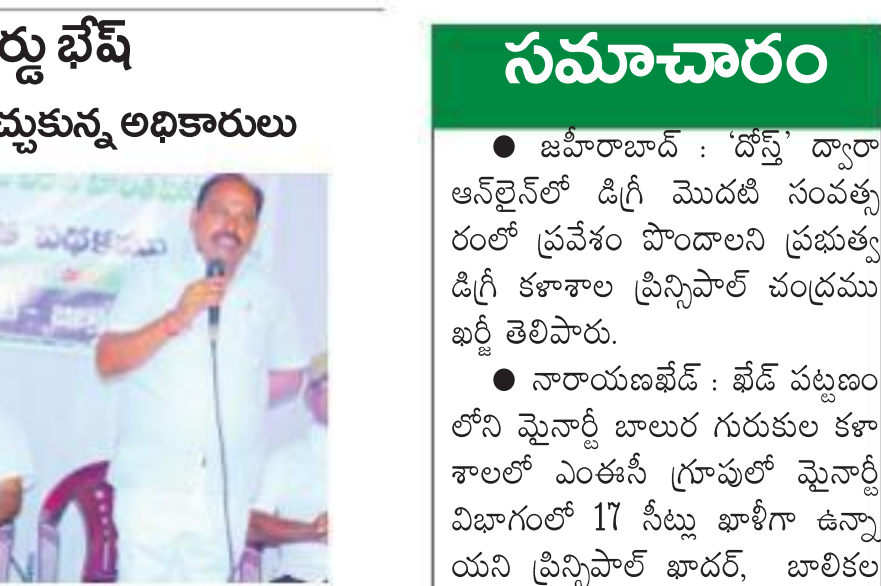 ర్డు భేష్
చ్చుకున్న అధికారులు
పథకము
సమాచారం
● జహీరాబాద్ : ‘దోస్త్’ ద్వారా
ఆన్‌లైన్‌లో డిగ్రీ మొదటి సంవత్స
రంలో ప్రవేశం పొందాలని ప్రభుత్వ
డిగ్రీ కళాశాల ప్రిన్సిపాల్ చంద్రము
ఖర్జీ తెలిపారు.
● నారాయణఖేడ్ : ఖేడ్ పట్టణం
లోని మైనార్టీ బాలుర గురుకుల కళా
శాలలో ఎంఈసీ గ్రూపులో మైనార్టీ
విభాగంలో 17 సీట్లు ఖాళీగా ఉన్నా
యని ప్రిన్సిపాల్ ఖాదర్, బాలికల